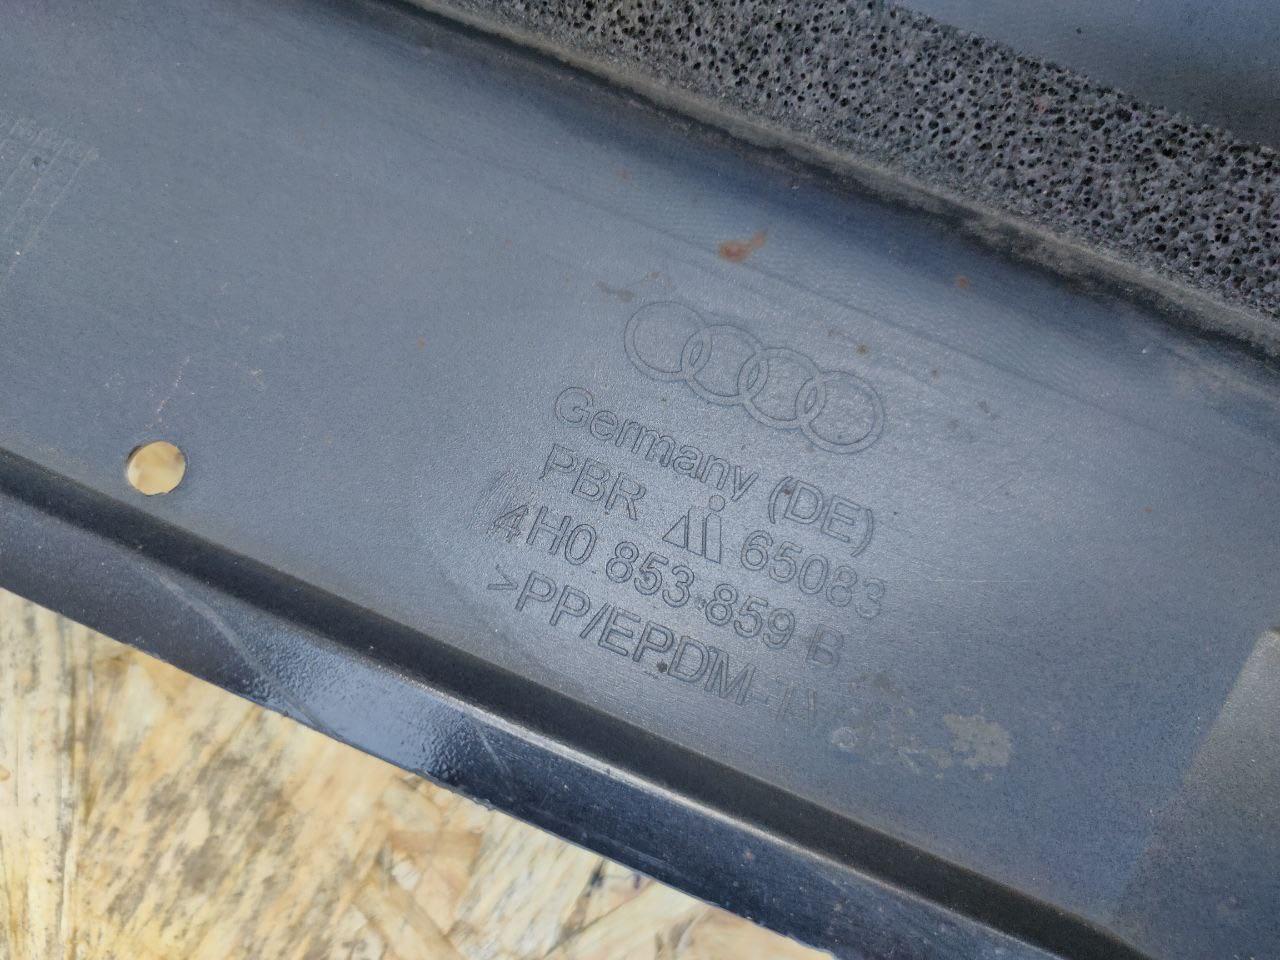 Germany (DE)
PBR 65083
4H0 853 859 B
>PP/EPDM-T